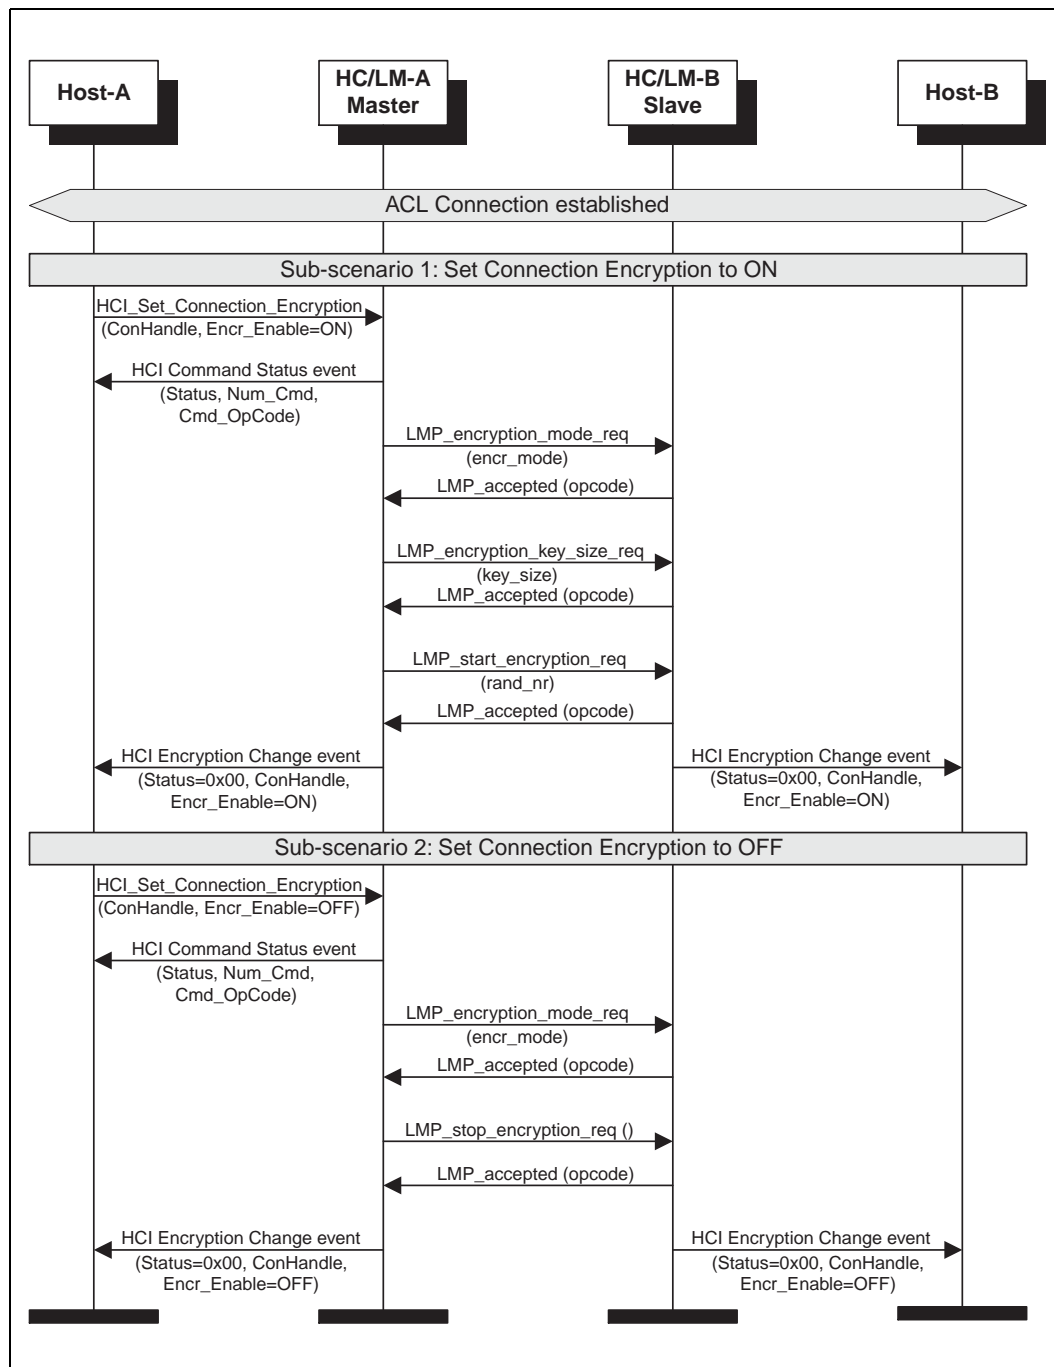 Host-A
HC/LM-A
Master
HC/LM-B
Slave
Host-B
ACL Connection established
Sub-scenario 1: Set Connection Encryption to ON
HCI_Set_Connection_Encryption
(ConHandle, Encr_Enable=ON)
HCI Command Status event
(Status, Num_Cmd,
Cmd_OpCode)
LMP_encryption_mode_req
(encr_mode)
LMP_accepted (opcode)
LMP_encryption_key_size_req
(key_size)
LMP_accepted (opcode)
LMP_start_encryption_req
(rand_nr)
LMP_accepted (opcode)
HCI Encryption Change event
(Status=0x00, ConHandle,
Encr_Enable=ON)
HCI Encryption Change event
(Status=0x00, ConHandle,
Encr_Enable=ON)
Sub-scenario 2: Set Connection Encryption to OFF
HCI_Set_Connection_Encryption
(ConHandle, Encr_Enable=OFF)
HCI Command Status event
(Status, Num_Cmd,
Cmd_OpCode)
LMP_encryption_mode_req
(encr_mode)
LMP_accepted (opcode)
LMP_stop_encryption_req ()
LMP_accepted (opcode)
HCI Encryption Change event
(Status=0x00, ConHandle,
Encr_Enable=OFF)
HCI Encryption Change event
(Status=0x00, ConHandle,
Encr_Enable=OFF)